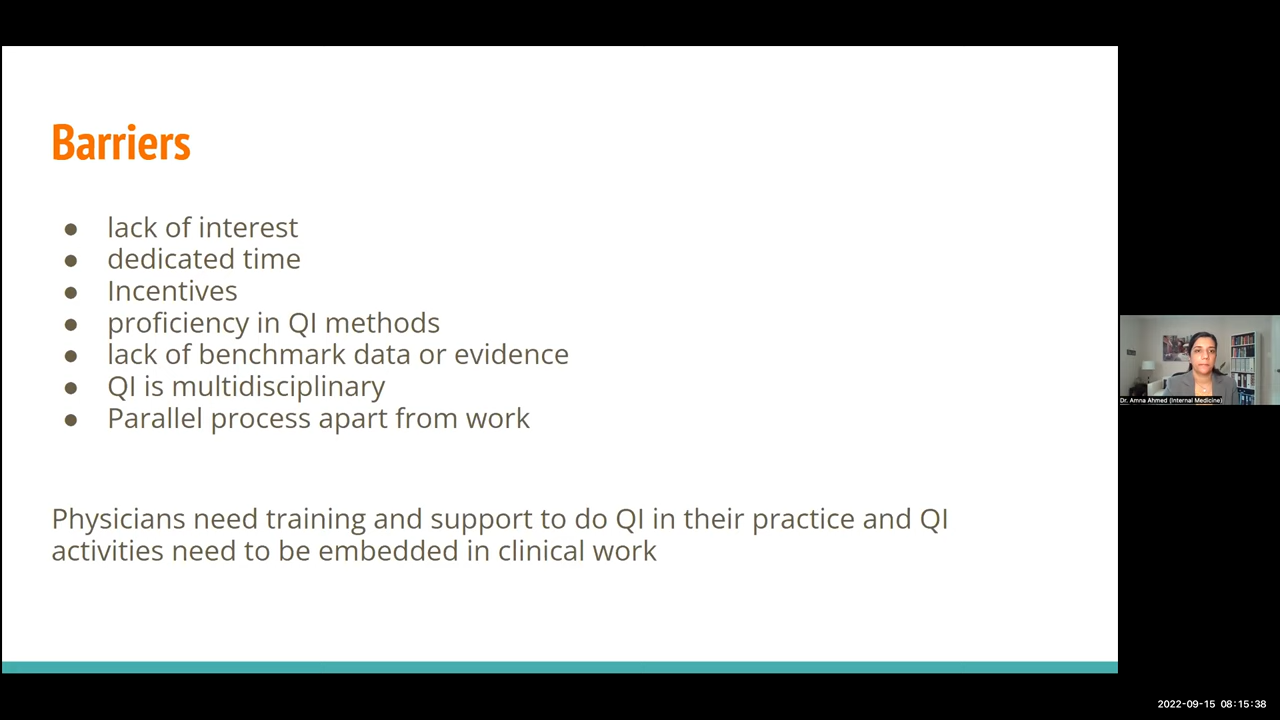 Barriers
● lack of interest
● dedicated time
● Incentives
● proficiency in QI methods
● lack of benchmark data or evidence
● QI is multidisciplinary
● Parallel process apart from work
Physicians need training and support to do QI in their practice and QI
activities need to be embedded in clinical work
Dr. Amna Ahmed (Internal Medicine)
2022-09-15 08:15:38